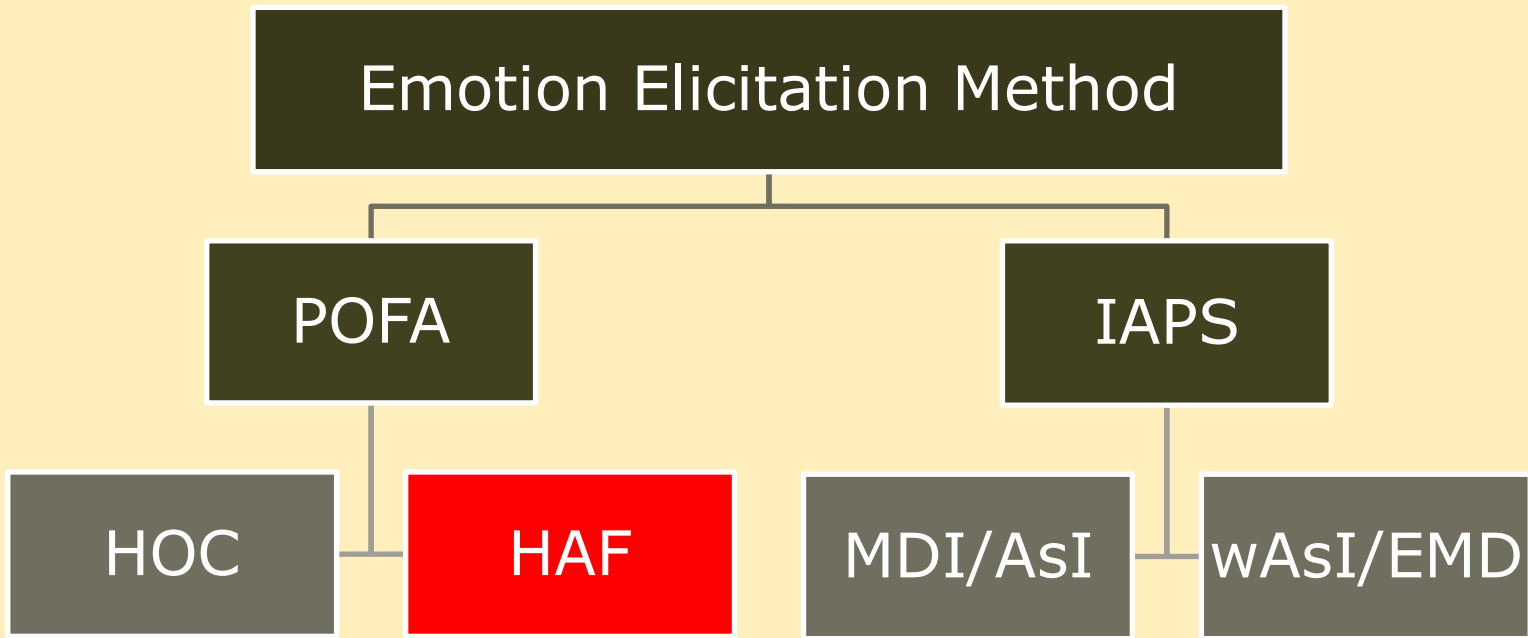 Emotion Elicitation Method
POFA
IAPS
HOC
HAF
MDI/AsI
wAsI/EMD